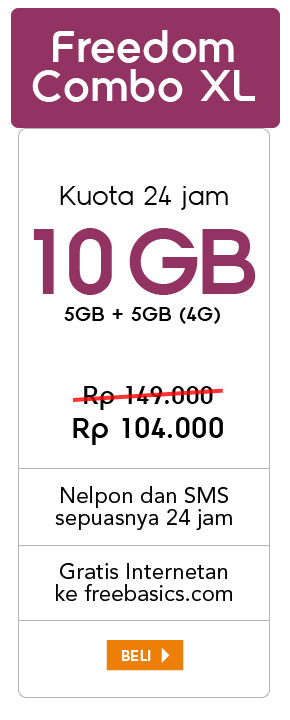 Freedom
Combo XL
Kuota 24 jam
10 GB
5GB + 5GB (4G)
Rp 149.000
Rp 104.000
Nelpon dan SMS
sepuasnya 24 jam
Gratis Internetan
ke freebasics.com
BELI